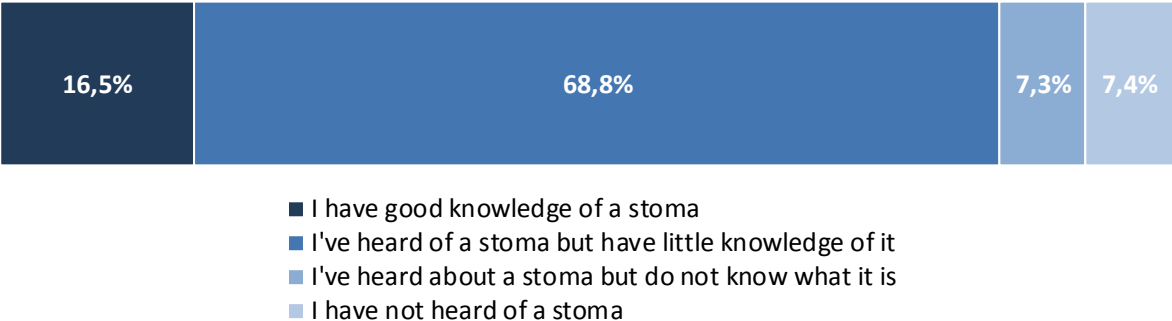 16,5% 68,8% 7,3% 7,4%
I have good knowledge of a stoma
I've heard of a stoma but have little knowledge of it
I've heard about a stoma but do not know what it is
I have not heard of a stoma